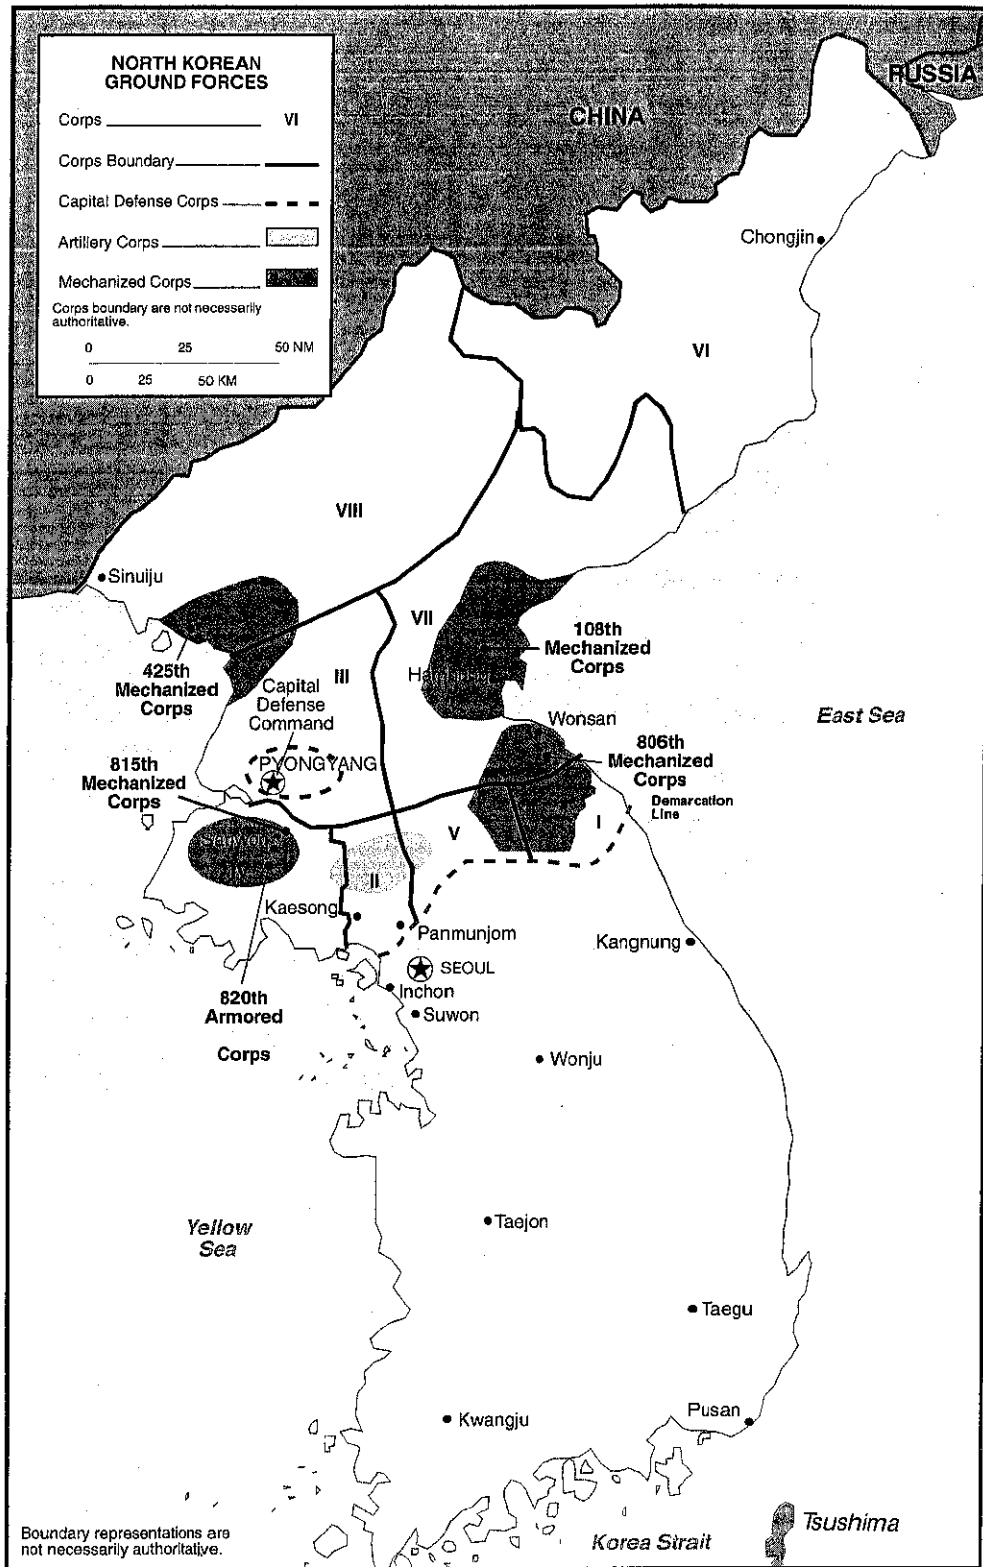 NORTH KOREAN
GROUND FORCES
Corps VI
Corps Boundary
Capital Defense Corps
Artillery Corps
Mechanized Corps
Corps boundary are not necessarily
authoritative.
0 25 50 NM
0 25 50 KM
RUSSIA
CHINA
Chongjin
VI
VIII
Sinuiju
VII
108th
Mechanized
Corps
425th
Mechanized
Corps
III
Capital
Defense
Command
Wonsan
East Sea
PYONGYANG
815th
Mechanized
Corps
806th
Mechanized
Corps
Demarcation
Line
V
I
II
IV
Kaesong
Panmunjom
Kangnung
SEOUL
Inchon
820th
Armored
Corps
Suwon
Wonju
Yellow
Sea
Taejon
Taegu
Kwangju
Pusan
Boundary representations are
not necessarily authoritative.
Korea Strait
Tsushima